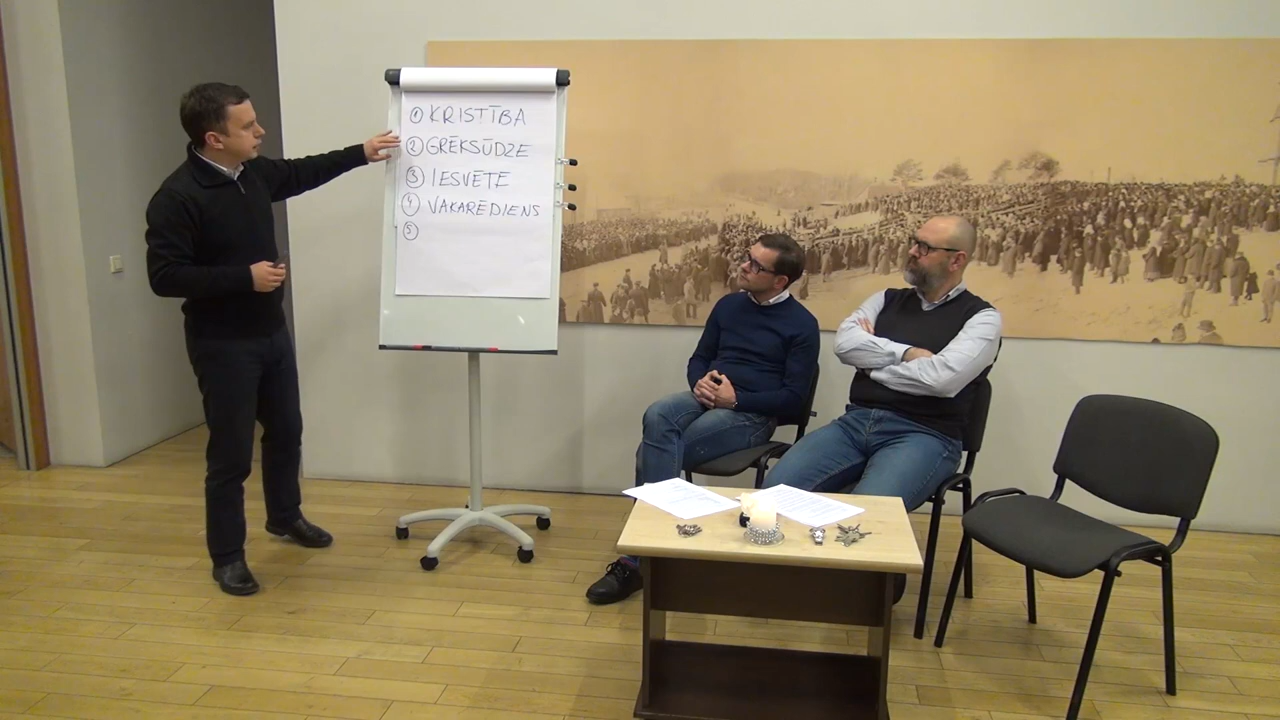 ① KRISTĪBA
② GRĒKSŪDZE
③ IESVĒTE
④ VAKARĒDIENS
⑤